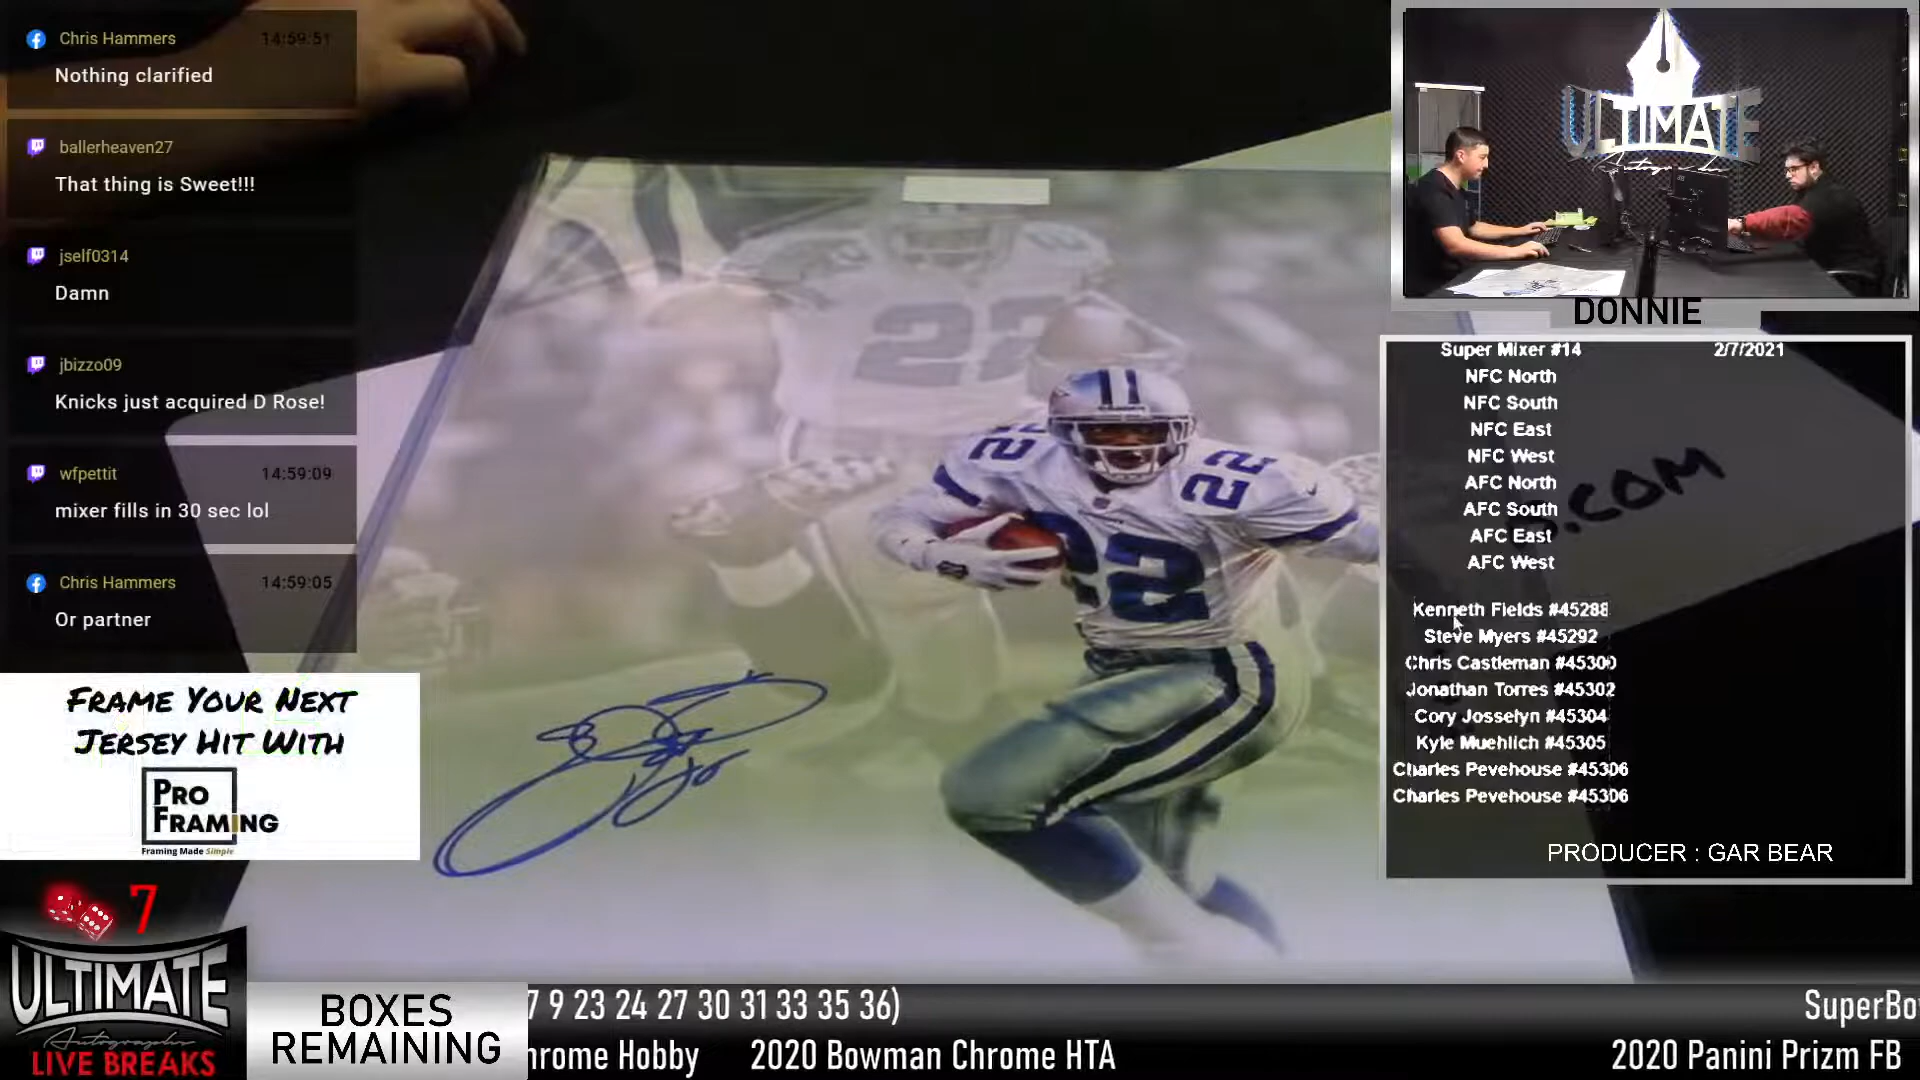 Chris Hammers 14:59:51
Nothing clarified
ballerheaven27
That thing is Sweet!!!
jself0314
Damn
jbizzo09
Knicks just acquired D Rose!
wfpettit 14:59:09
mixer fills in 30 sec lol
Chris Hammers 14:59:05
Or partner
FRAME YOUR NEXT
JERSEY HIT WITH
PRO
FRAMING
Framing Made Simple
7
ULTIMATE
Autographs
LIVE BREAKS
BOXES
REMAINING
7 9 23 24 27 30 31 33 35 36)
SuperBo
hrome Hobby 2020 Bowman Chrome HTA
2020 Panini Prizm FB
22
22
22
22
ULTIMATE
Autographs
DONNIE
Super Mixer #14 2/7/2021
NFC North
NFC South
NFC East
NFC West
AFC North
AFC South
AFC East
AFC West
.COM
Kenneth Fields #45288
Steve Myers #45292
Chris Castleman #45300
Jonathan Torres #45302
Cory Josselyn #45304
Kyle Muehlich #45305
Charles Pevehouse #45306
Charles Pevehouse #45306
PRODUCER : GAR BEAR